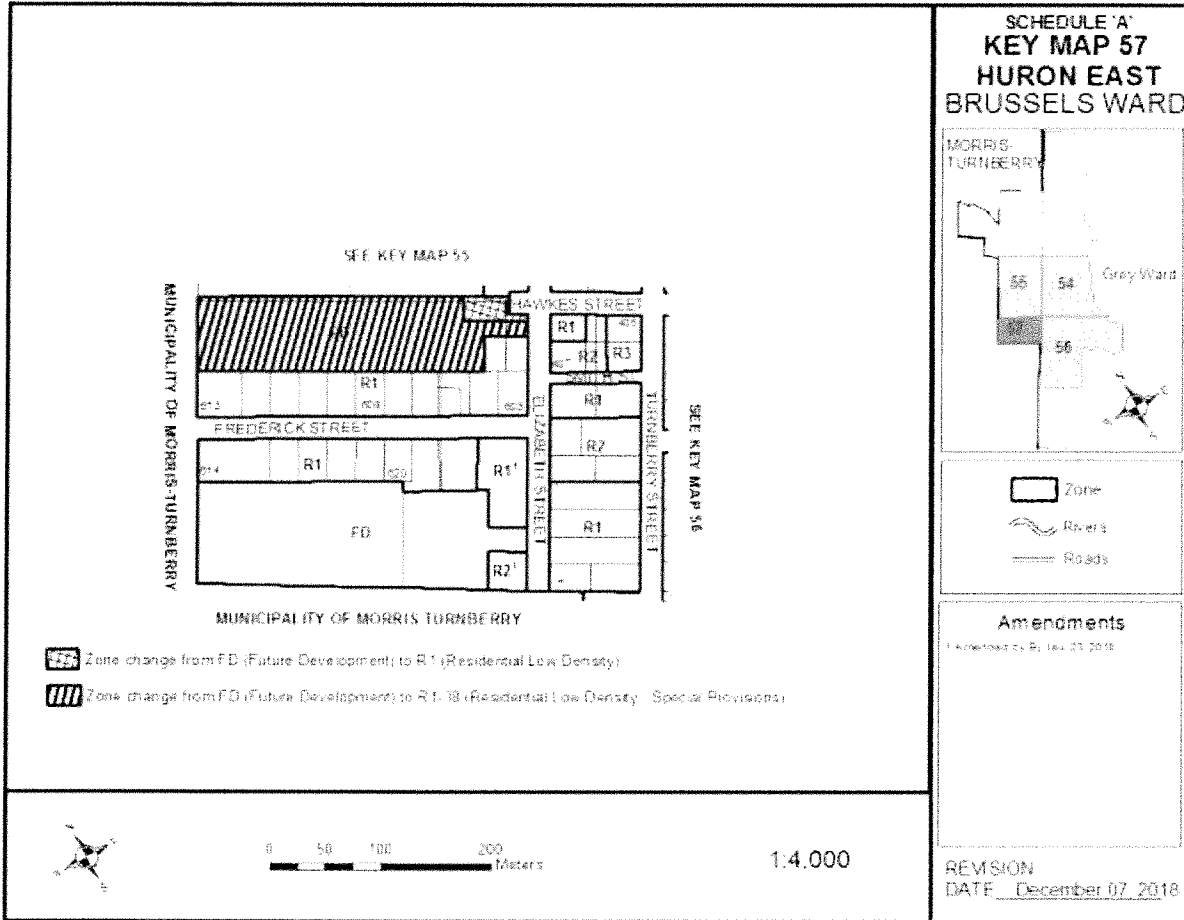 SCHEDULE 'A'
KEY MAP 57
HURON EAST
BRUSSELS WARD
MORRIS-
TURNBERRY
Grey Ward
55
54
57
56
Zone
Rivers
Roads
Amendments
REVISION
DATE December 07 2018
SEE KEY MAP 55
HAWKES STREET
R1
R2
R3
R1
R1
FREDERICK STREET
R2
R1
R1¹
FD
R1
R2¹
ELIZABETH STREET
TURNBERRY STREET
SEE KEY MAP 56
MUNICIPALITY OF MORRIS-TURNBERRY
MUNICIPALITY OF MORRIS TURNBERRY
Zone change from FD (Future Development) to R1 (Residential Low Density)
Zone change from FD (Future Development) to R1-38 (Residential Low Density Special Provisions)
0 50 100 200
Meters
1:4,000